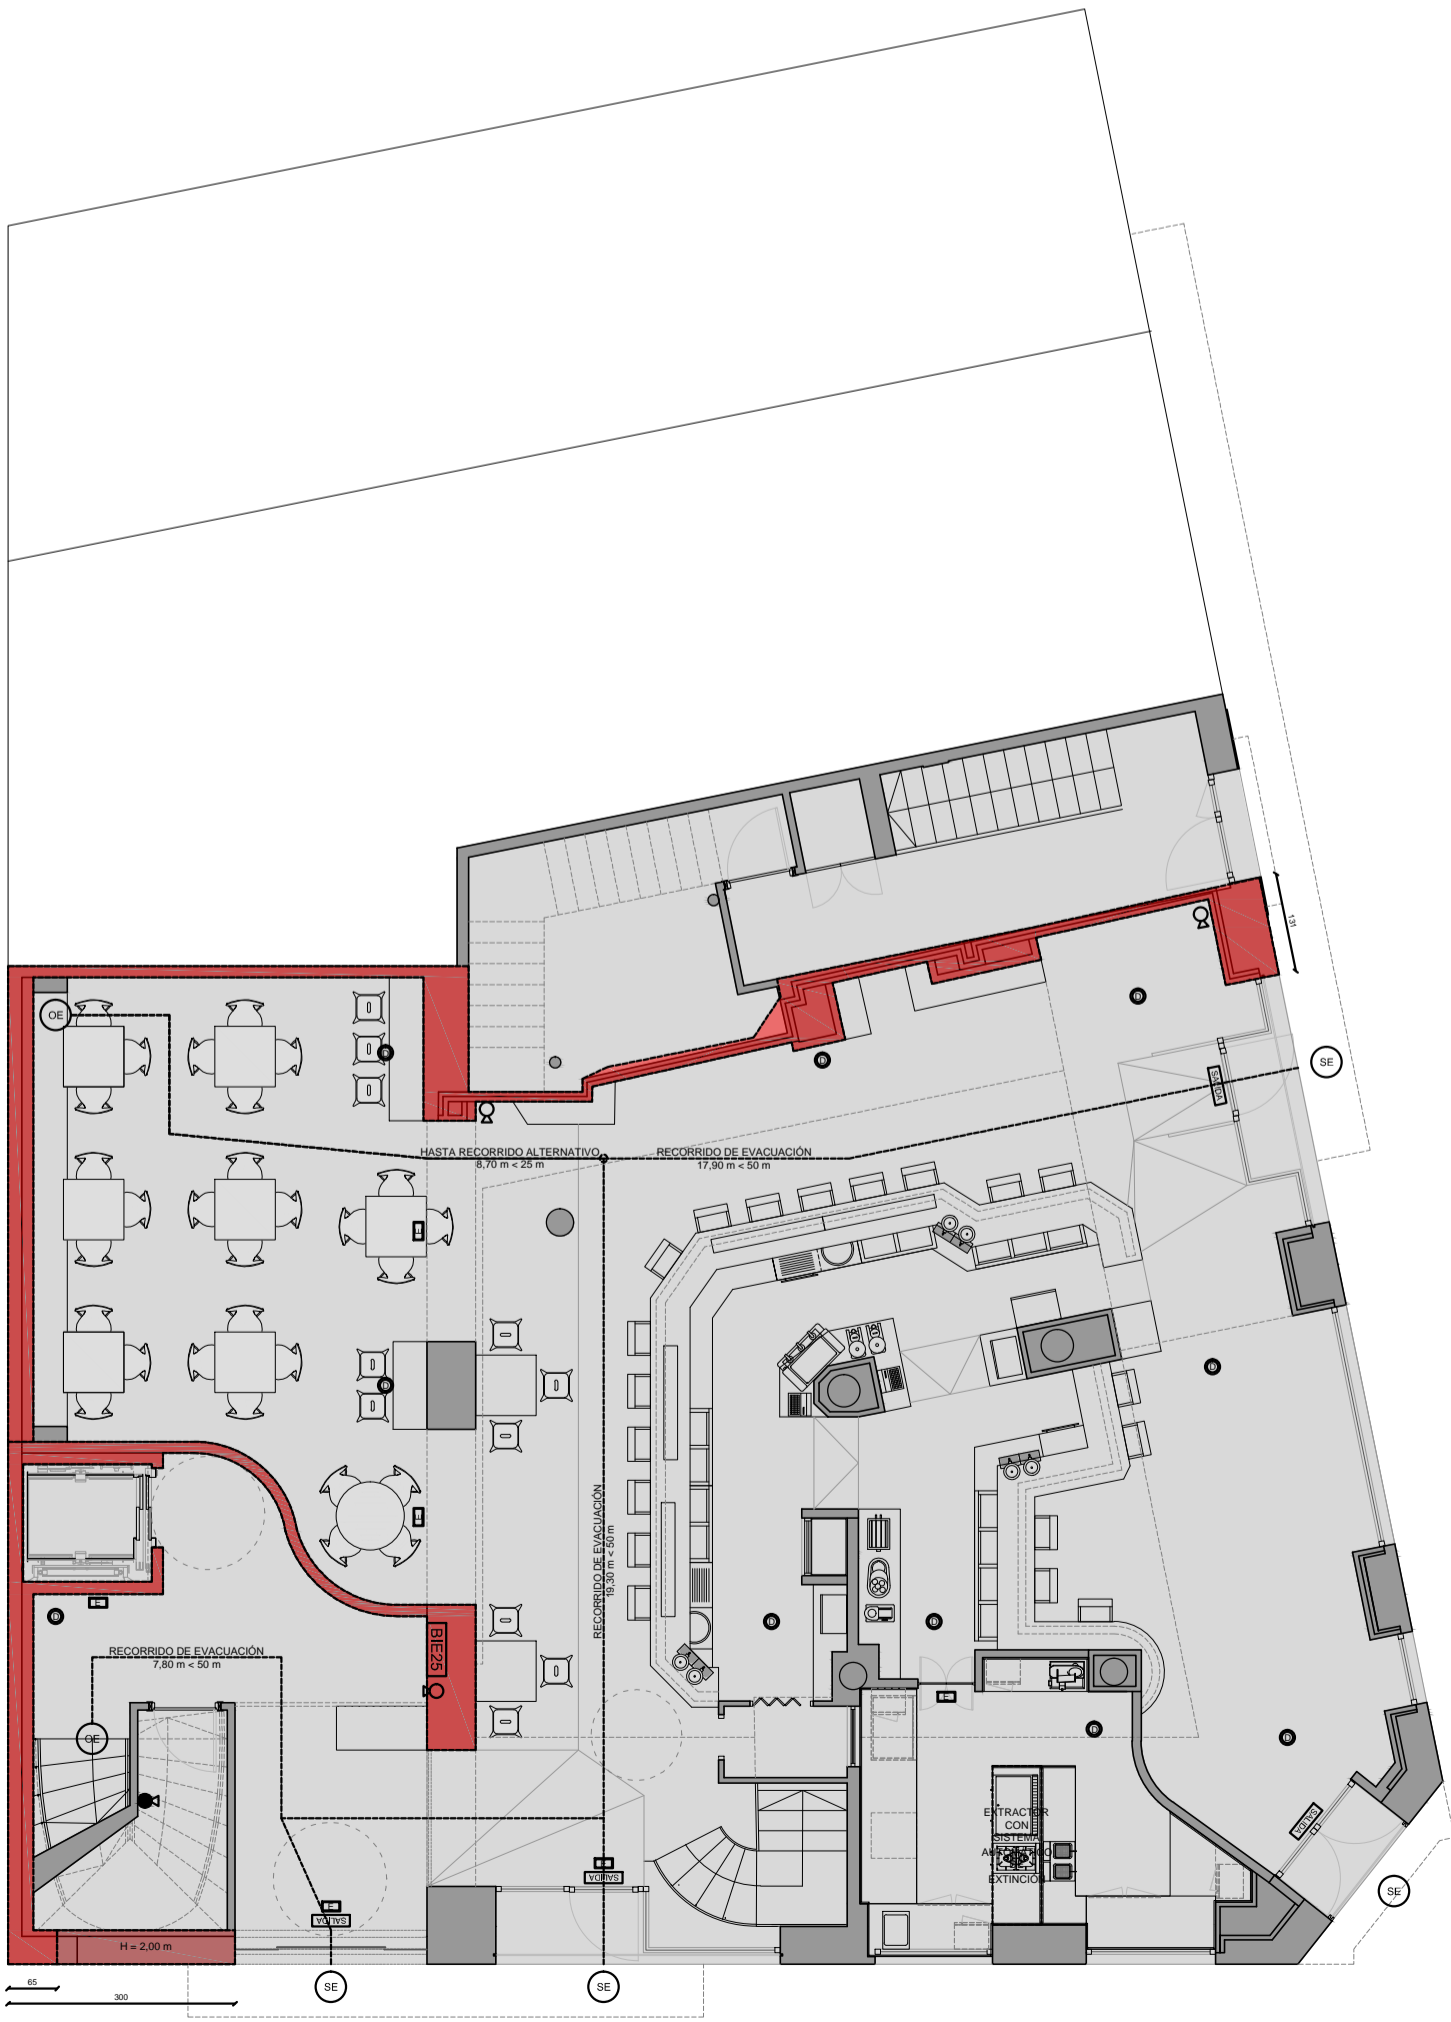 131
OE
D
SE
SALIDA
D
D
HASTA RECORRIDO ALTERNATIVO
8,70 m < 25 m
RECORRIDO DE EVACUACIÓN
17,90 m < 50 m
E
D
D
A
A
A
A
RECORRIDO DE EVACUACIÓN
19,30 m < 50 m
E
E
D
D
D
BIE25
RECORRIDO DE EVACUACIÓN
7,80 m < 50 m
A
A
E
OE
D
D
EXTRACTOR
CON
SISTEMA
AUTOMÁTICO
DE
EXTINCIÓN
SALIDA
E
SALIDA
E
SALIDA
SE
H = 2,00 m
65
300
SE
SE